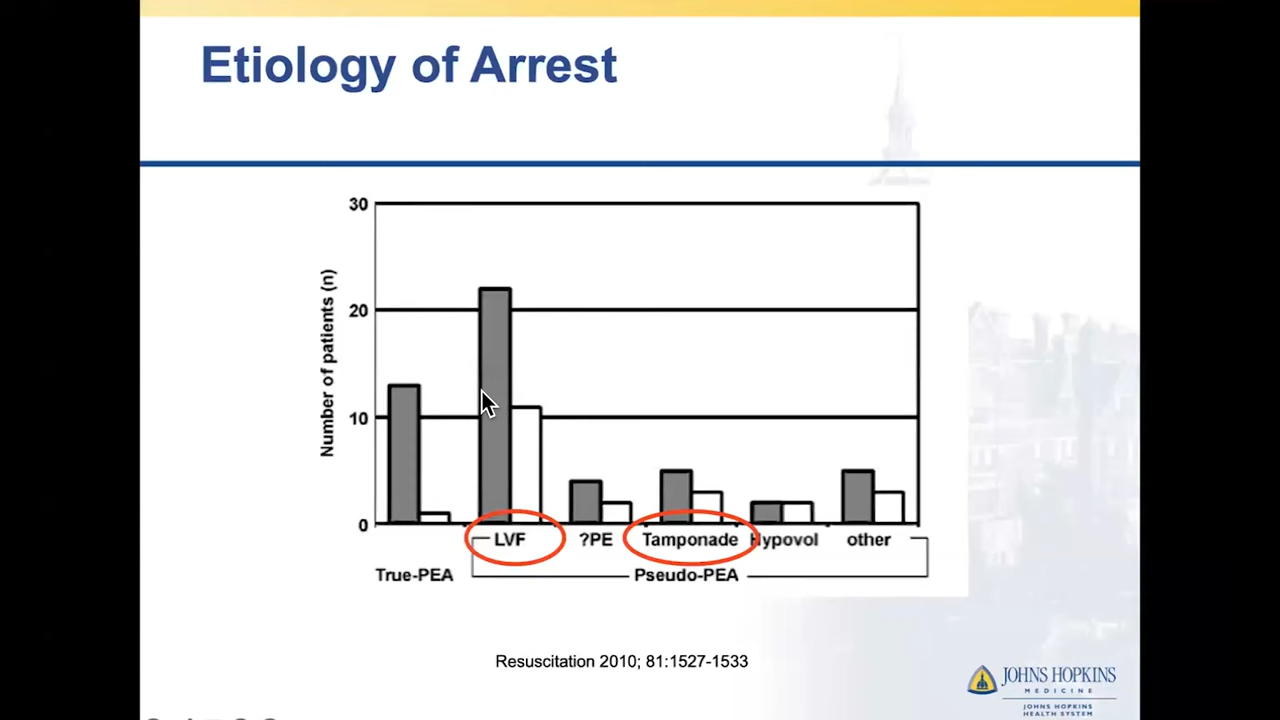 Etiology of Arrest
30
20
10
0
Number of patients (n)
LVF ?PE Tamponade Hypovol other
True-PEA Pseudo-PEA
Resuscitation 2010; 81:1527-1533
JOHNS HOPKINS
MEDICINE
JOHNS HOPKINS
HEALTH SYSTEM